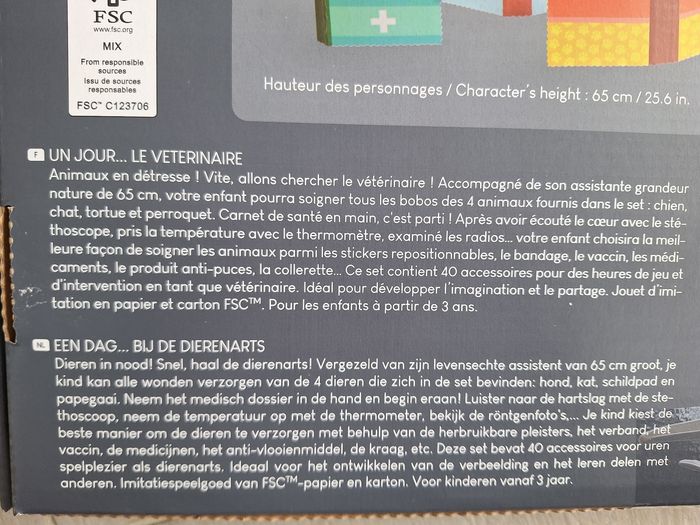 FSC
www.fsc.org
MIX
From responsible
sources
Issu de sources
responsables
FSC™ C123706
Hauteur des personnages / Character's height : 65 cm / 25.6 in.
F UN JOUR... LE VETERINAIRE
Animaux en détresse ! Vite, allons chercher le vétérinaire ! Accompagné de son assistante grandeur
nature de 65 cm, votre enfant pourra soigner tous les bobos des 4 animaux fournis dans le set : chien,
chat, tortue et perroquet. Carnet de santé en main, c'est parti ! Après avoir écouté le cœur avec le sté-
thoscope, pris la température avec le thermomètre, examiné les radios... votre enfant choisira la meil-
leure façon de soigner les animaux parmi les stickers repositionnables, le bandage, le vaccin, les médi-
caments, le produit anti-puces, la collerette... Ce set contient 40 accessoires pour des heures de jeu et
d'intervention en tant que vétérinaire. Idéal pour développer l'imagination et le partage. Jouet d'imi-
tation en papier et carton FSC™. Pour les enfants à partir de 3 ans.
NL EEN DAG... BIJ DE DIERENARTS
Dieren in nood! Snel, haal de dierenarts! Vergezeld van zijn levensechte assistent van 65 cm groot, je
kind kan alle wonden verzorgen van de 4 dieren die zich in de set bevinden: hond, kat, schildpad en
papegaai. Neem het medisch dossier in de hand en begin eraan! Luister naar de hartslag met de ste-
thoscoop, neem de temperatuur op met de thermometer, bekijk de röntgenfoto's,... Je kind kiest de
beste manier om de dieren te verzorgen met behulp van de herbruikbare pleisters, het verband, het
vaccin, de medicijnen, het anti-vlooienmiddel, de kraag, etc. Deze set bevat 40 accessoires voor uren
spelplezier als dierenarts. Ideaal voor het ontwikkelen van de verbeelding en het leren delen met
anderen. Imitatiespeelgoed van FSC™-papier en karton. Voor kinderen vanaf 3 jaar.